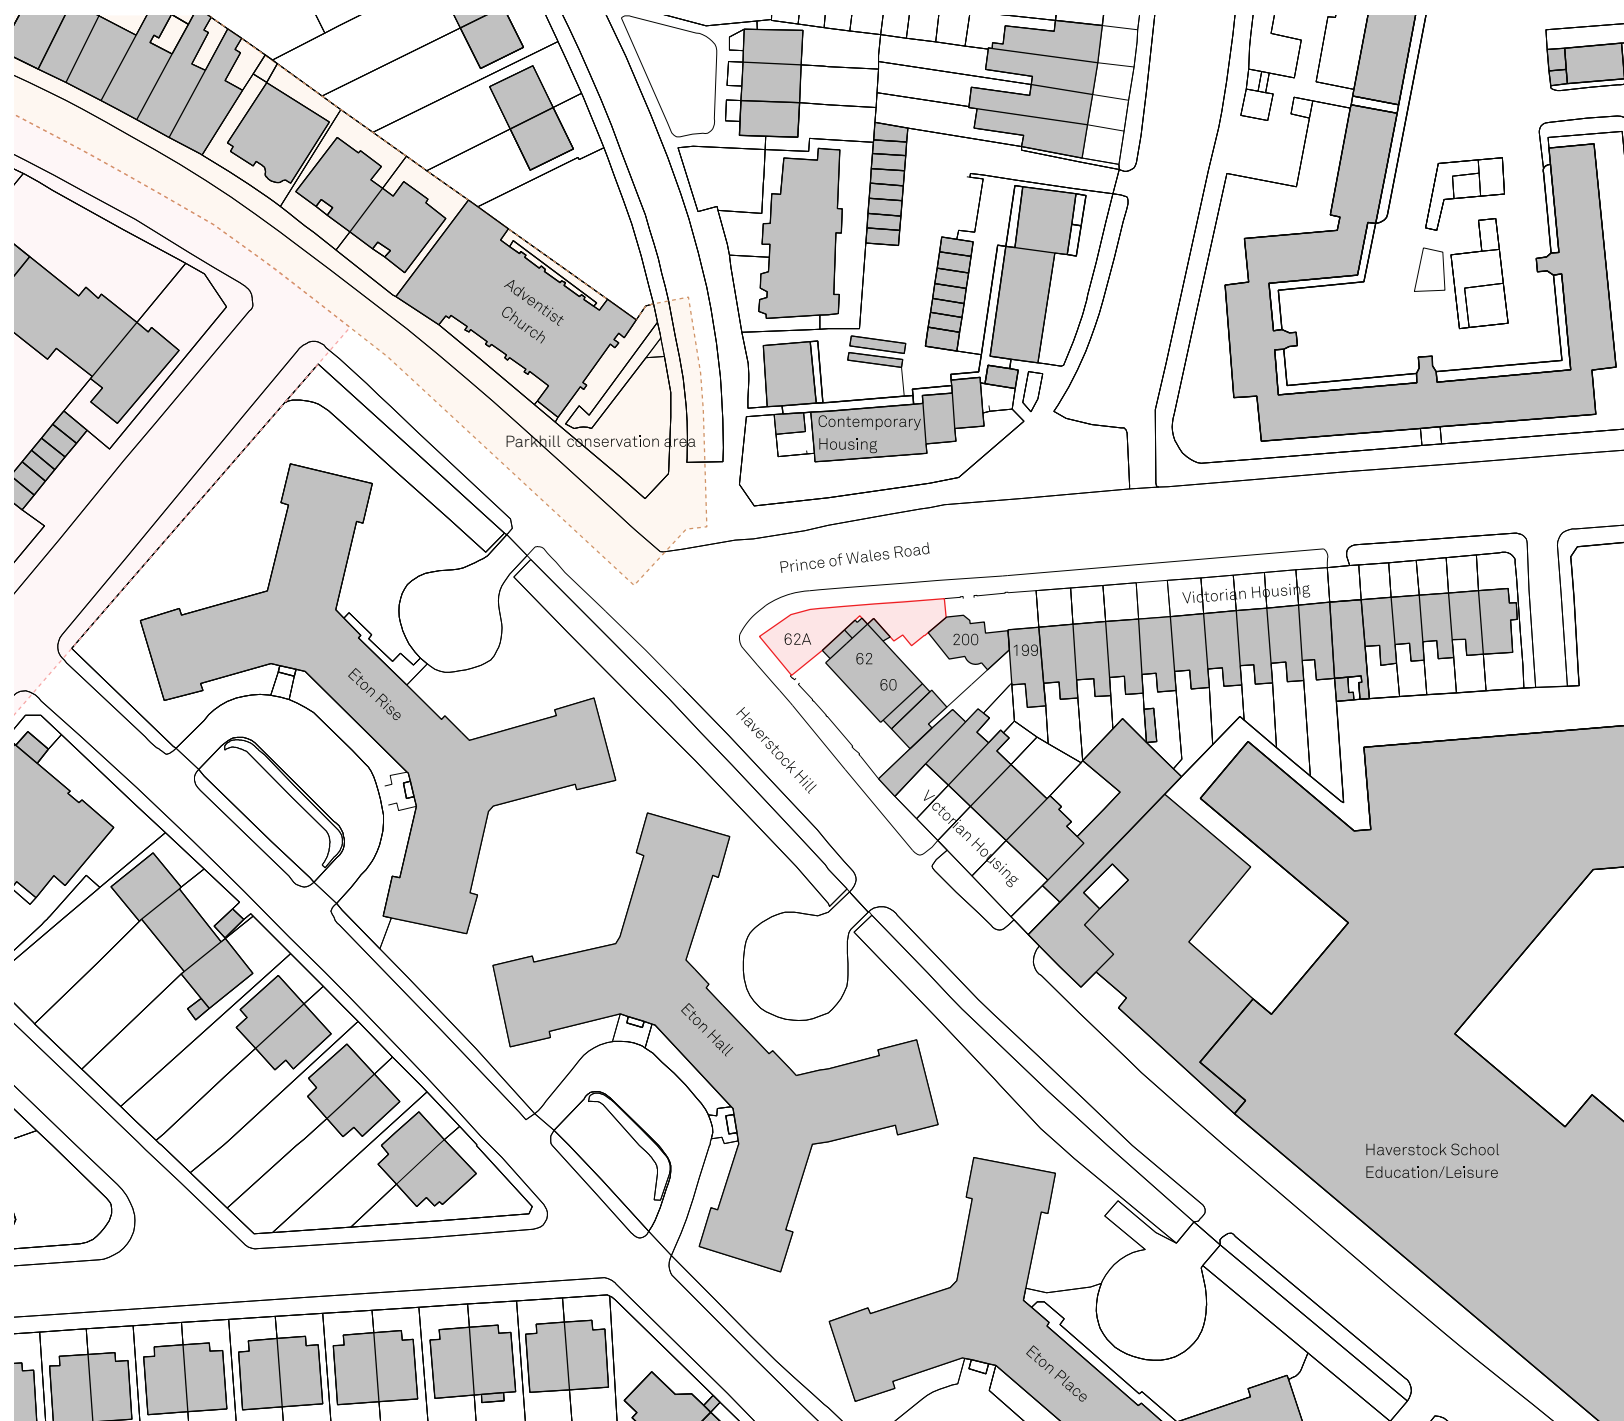 Adventist
Church
Parkhill conservation area
Contemporary
Housing
Prince of Wales Road
Victorian Housing
62A
200
199
62
60
Eton Rise
Haverstock Hill
Victorian Housing
Eton Hall
Haverstock School
Education/Leisure
Eton Place